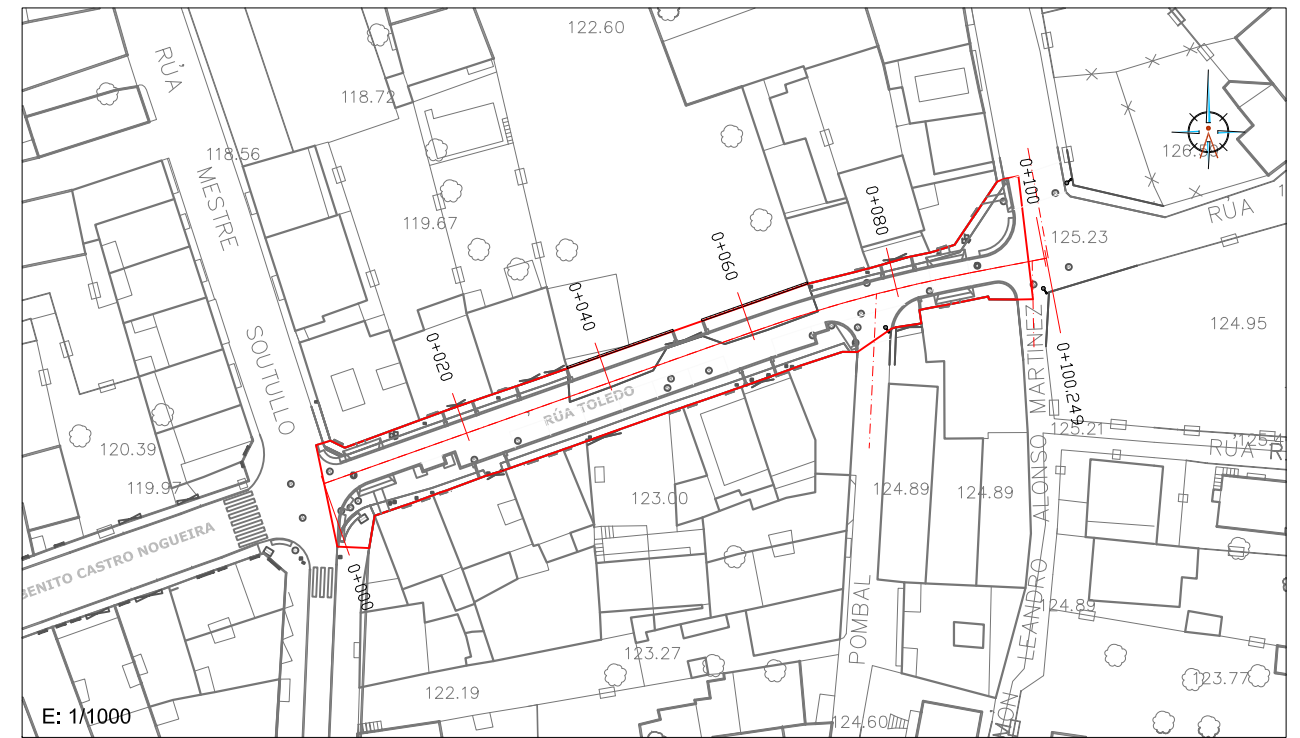 122.60
RÚA
118.72
118.56
MESTRE
119.67
SOUTULLO
120.39
119.97
BENITO CASTRO NOGUEIRA
0+000
0+020
0+040
0+060
0+080
0+100
0+100.249
RÚA TOLEDO
125.23
RÚA
124.95
125.21
RÚA R
123.00
124.89
124.89
124.89
POMBAL
LEANDRO ALONSO MARTINEZ
MON
123.27
122.19
124.60
123.77
E: 1/1000